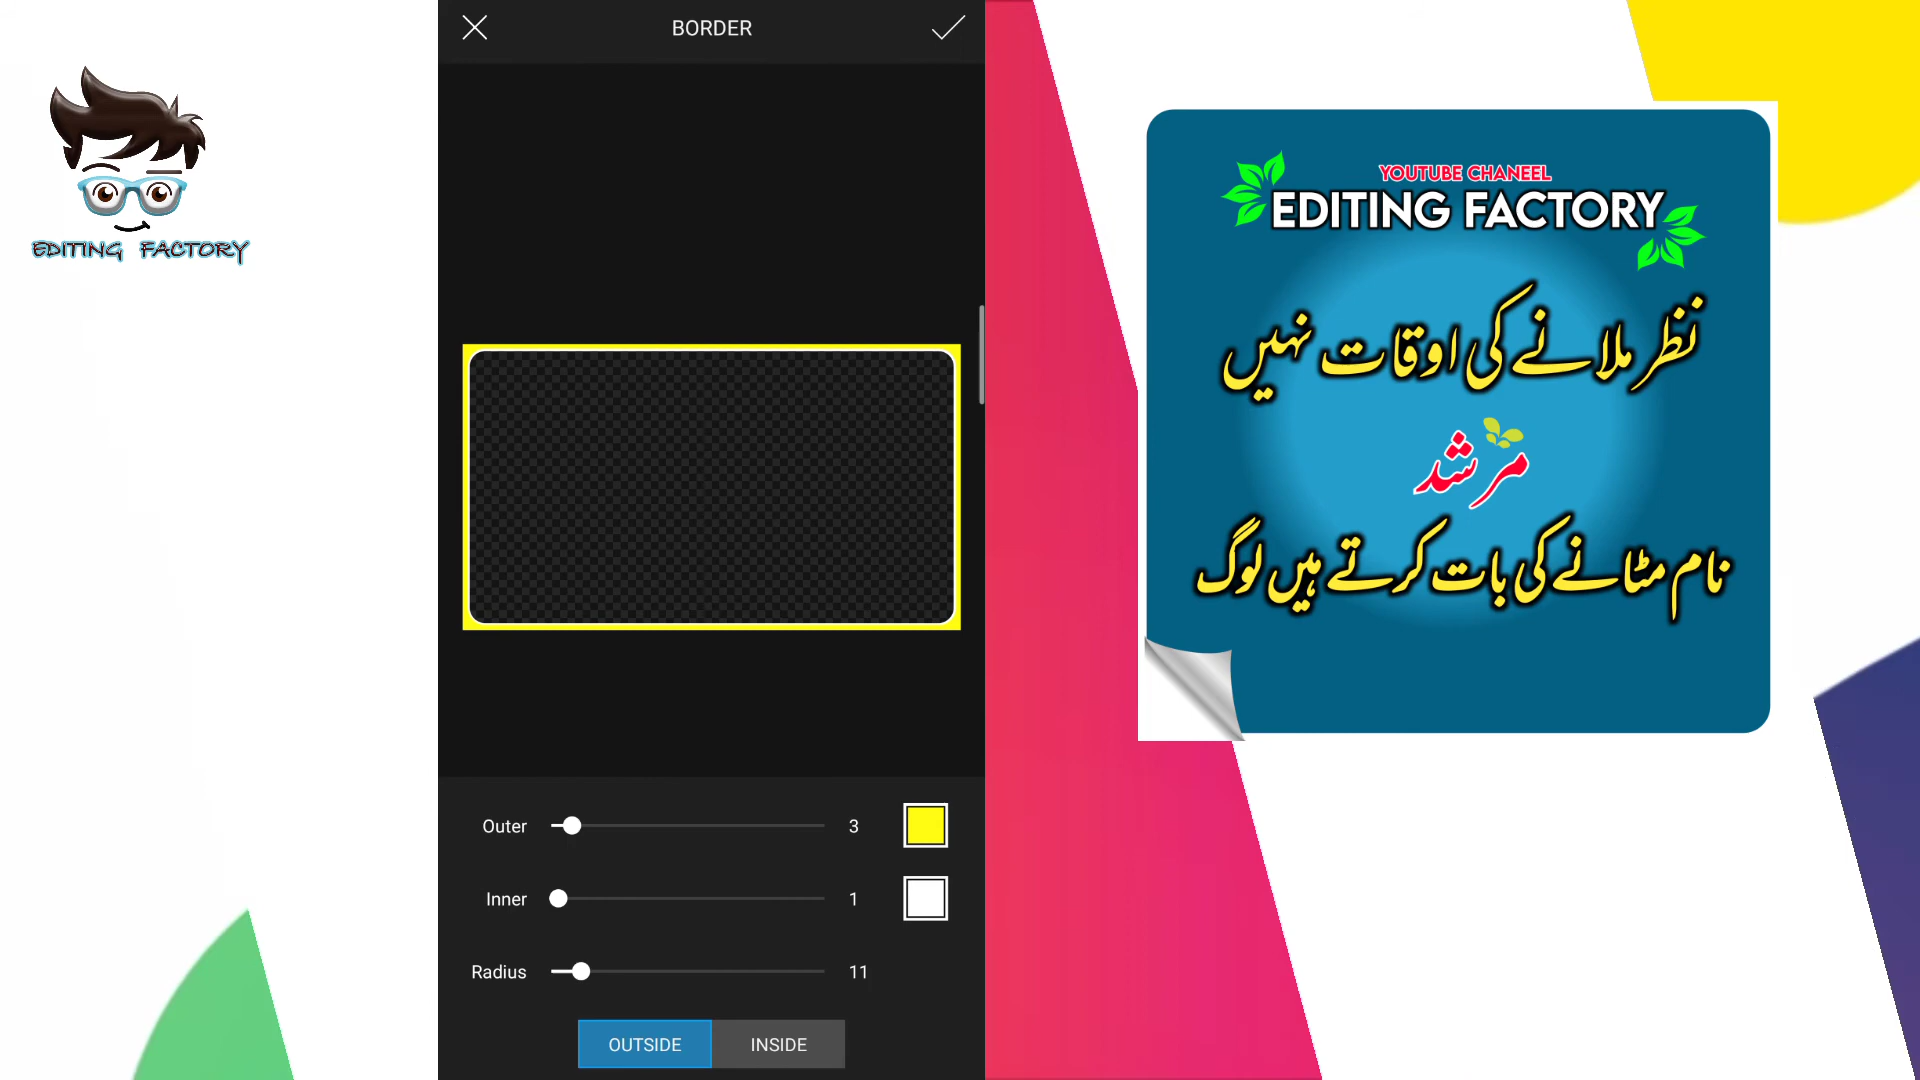 EDITING FACTORY
BORDER
Outer 3
Inner 1
Radius 11
OUTSIDE INSIDE
YOUTUBE CHANEEL
EDITING FACTORY
نظر ملانے کی اوقات نہیں
مرشد
نام مٹانے کی بات کرتے ہیں لوگ